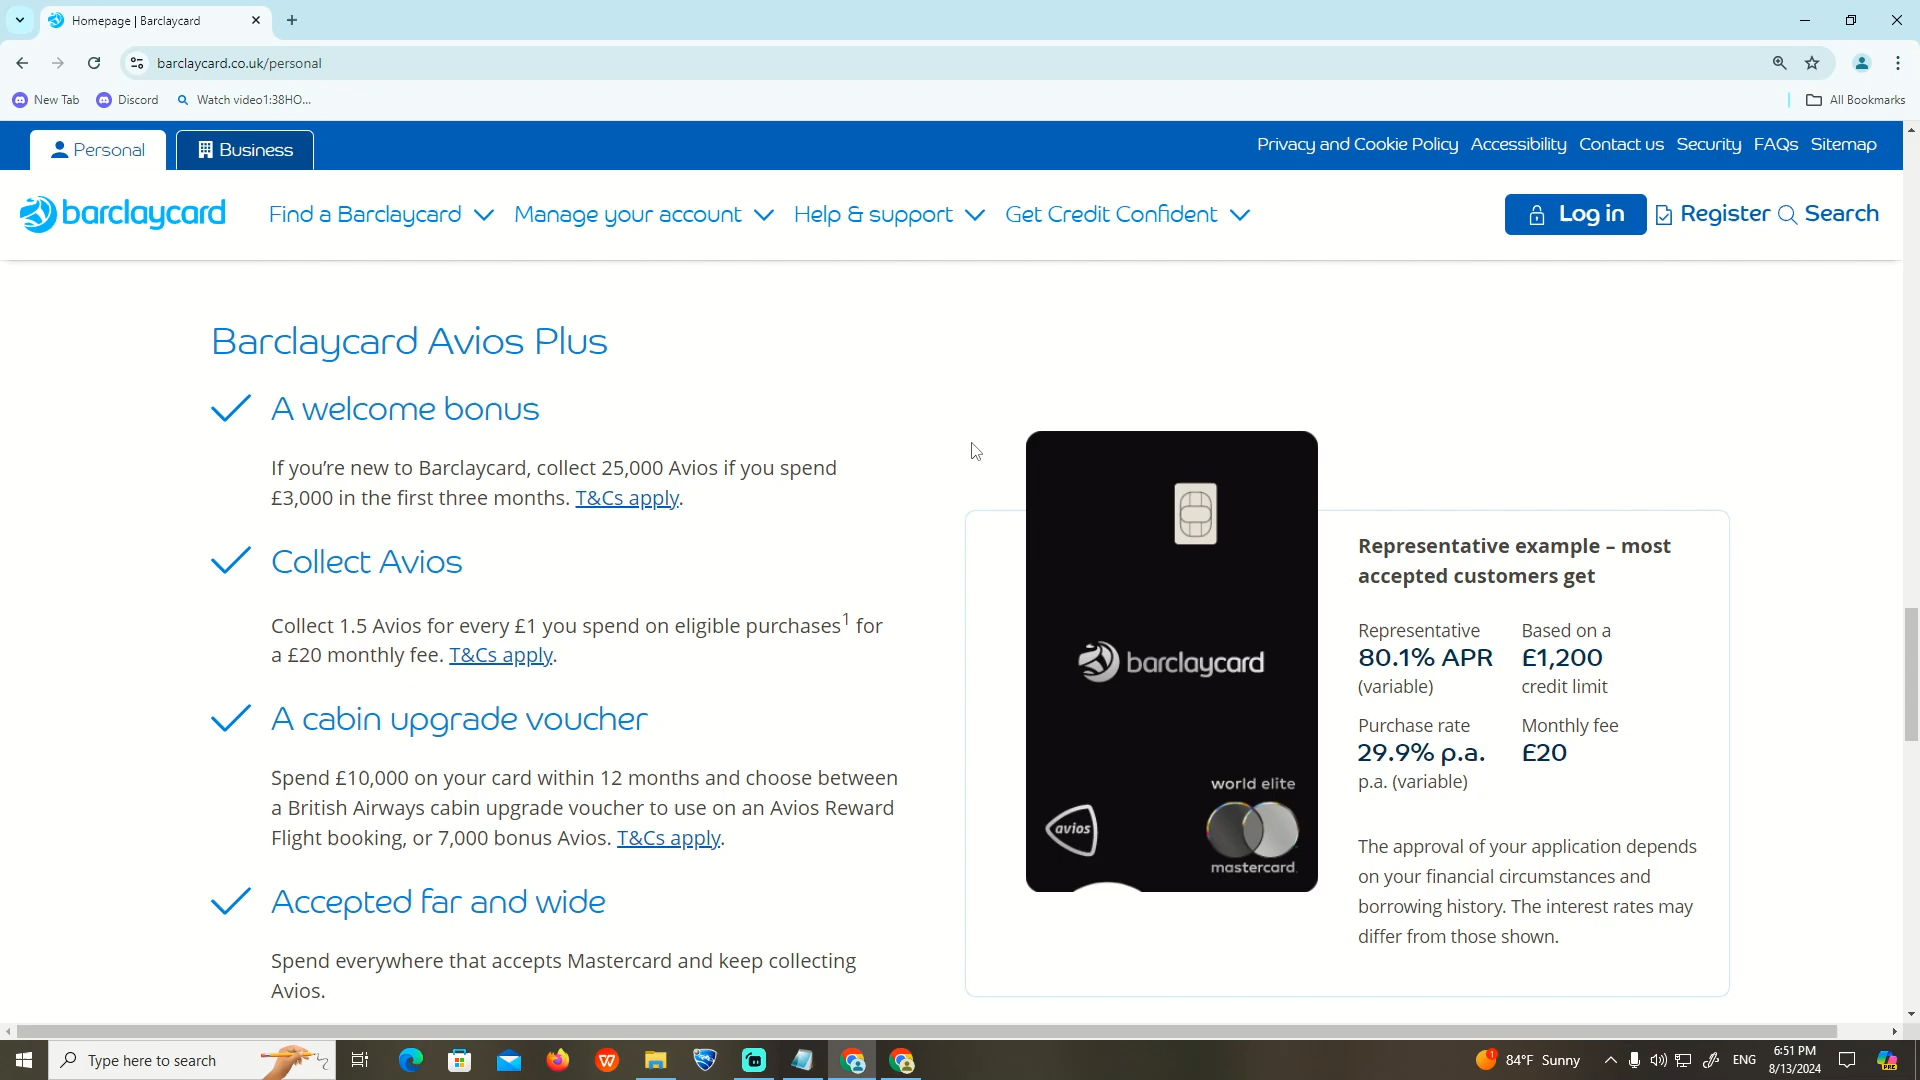 Homepage | Barclaycard
barclaycard.co.uk/personal
New Tab
Discord
Watch video1:38HO...
All Bookmarks
Personal
Business
Privacy and Cookie Policy
Accessibility
Contact us
Security
FAQs
Sitemap
barclaycard
Find a Barclaycard
Manage your account
Help & support
Get Credit Confident
Log in
Register
Search
Barclaycard Avios Plus
A welcome bonus
If you're new to Barclaycard, collect 25,000 Avios if you spend
£3,000 in the first three months. T&Cs apply.
Collect Avios
Collect 1.5 Avios for every £1 you spend on eligible purchases1 for
a £20 monthly fee. T&Cs apply.
A cabin upgrade voucher
Spend £10,000 on your card within 12 months and choose between
a British Airways cabin upgrade voucher to use on an Avios Reward
Flight booking, or 7,000 bonus Avios. T&Cs apply.
Accepted far and wide
Spend everywhere that accepts Mastercard and keep collecting
Avios.
barclaycard
avios
world elite
mastercard.
Representative example – most
accepted customers get
Representative
80.1% APR
(variable)
Based on a
£1,200
credit limit
Purchase rate
29.9% p.a.
p.a. (variable)
Monthly fee
£20
The approval of your application depends
on your financial circumstances and
borrowing history. The interest rates may
differ from those shown.
Type here to search
1
84°F Sunny
ENG
6:51 PM
8/13/2024
PRE